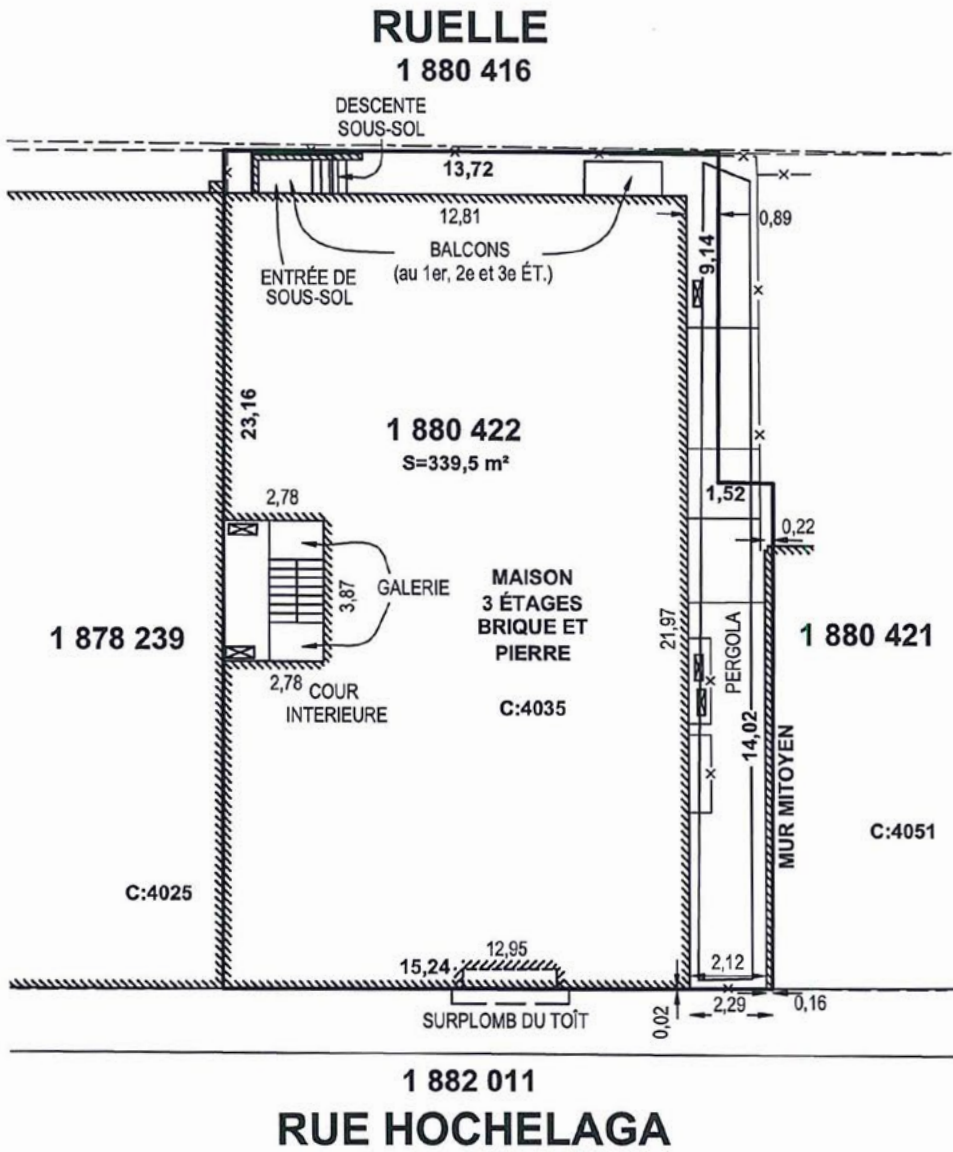 RUELLE
1 880 416
DESCENTE
SOUS-SOL
13,72
12,81
0,89
BALCONS
(au 1er, 2e et 3e ÉT.)
ENTRÉE DE
SOUS-SOL
9,14
23,16
1 880 422
S=339,5 m²
2,78
1,52
0,22
GALERIE
3,87
MAISON
3 ÉTAGES
BRIQUE ET
PIERRE
21,97
PERGOLA
1 878 239
1 880 421
2,78
COUR
INTERIEURE
C:4035
14,02
MUR MITOYEN
C:4051
C:4025
12,95
15,24
2,12
SURPLOMB DU TOÎT
0,02
2,29
0,16
1 882 011
RUE HOCHELAGA